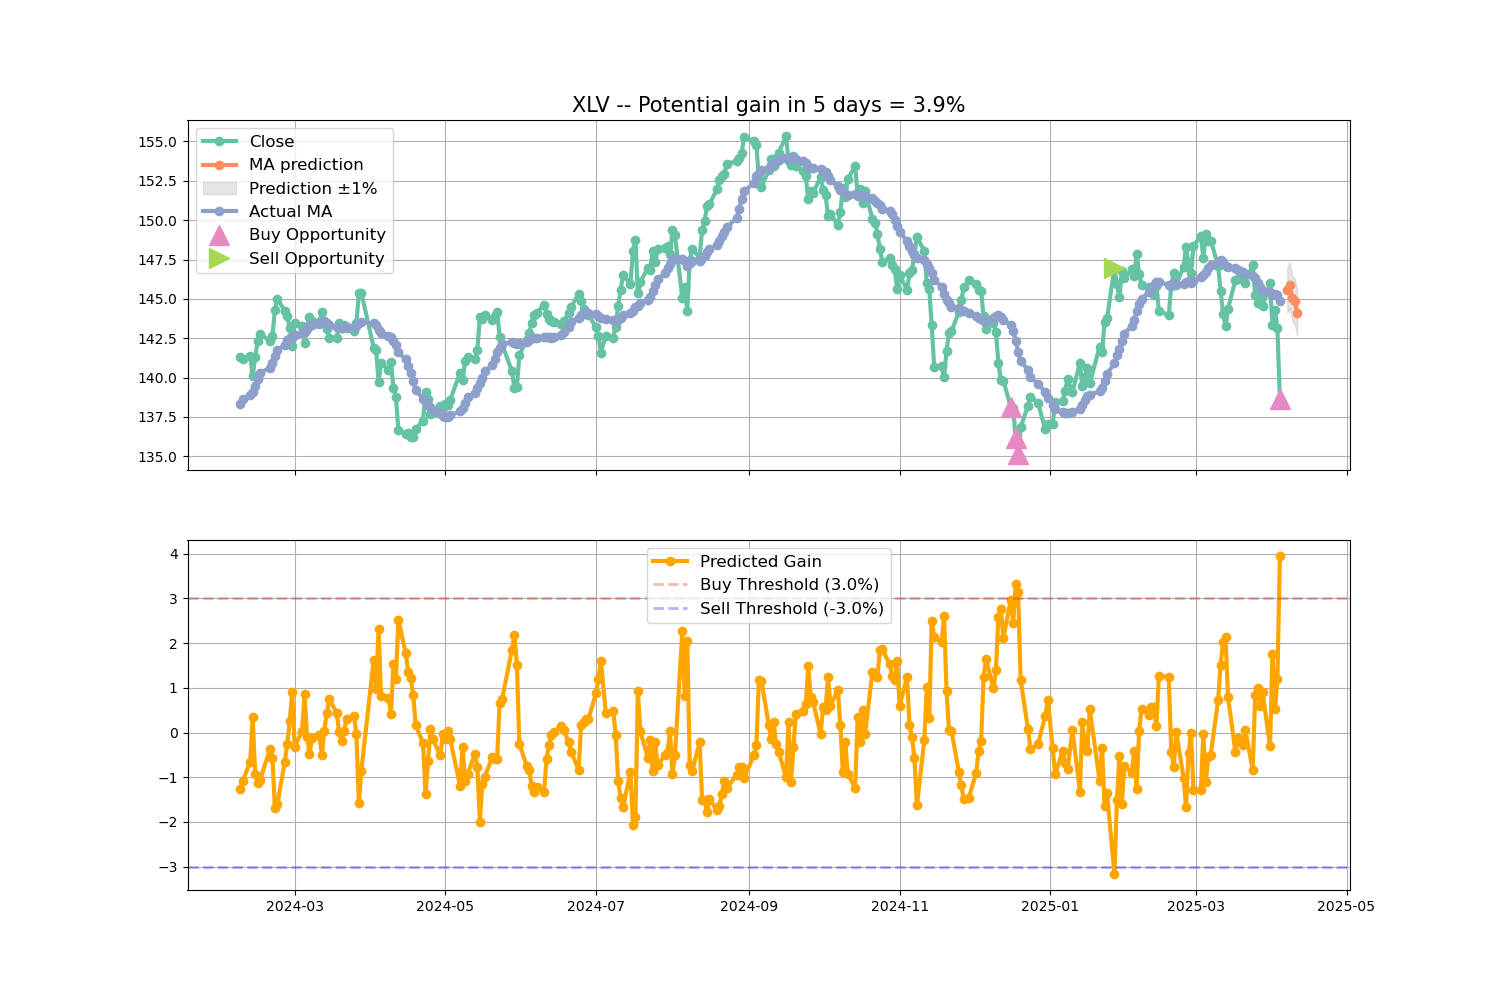 XLV -- Potential gain in 5 days = 3.9%
155.0
152.5
150.0
147.5
145.0
142.5
140.0
137.5
135.0
Close
MA prediction
Prediction ±1%
Actual MA
Buy Opportunity
Sell Opportunity
4
3
2
1
0
−1
−2
−3
Predicted Gain
Buy Threshold (3.0%)
Sell Threshold (-3.0%)
2024-03
2024-05
2024-07
2024-09
2024-11
2025-01
2025-03
2025-05